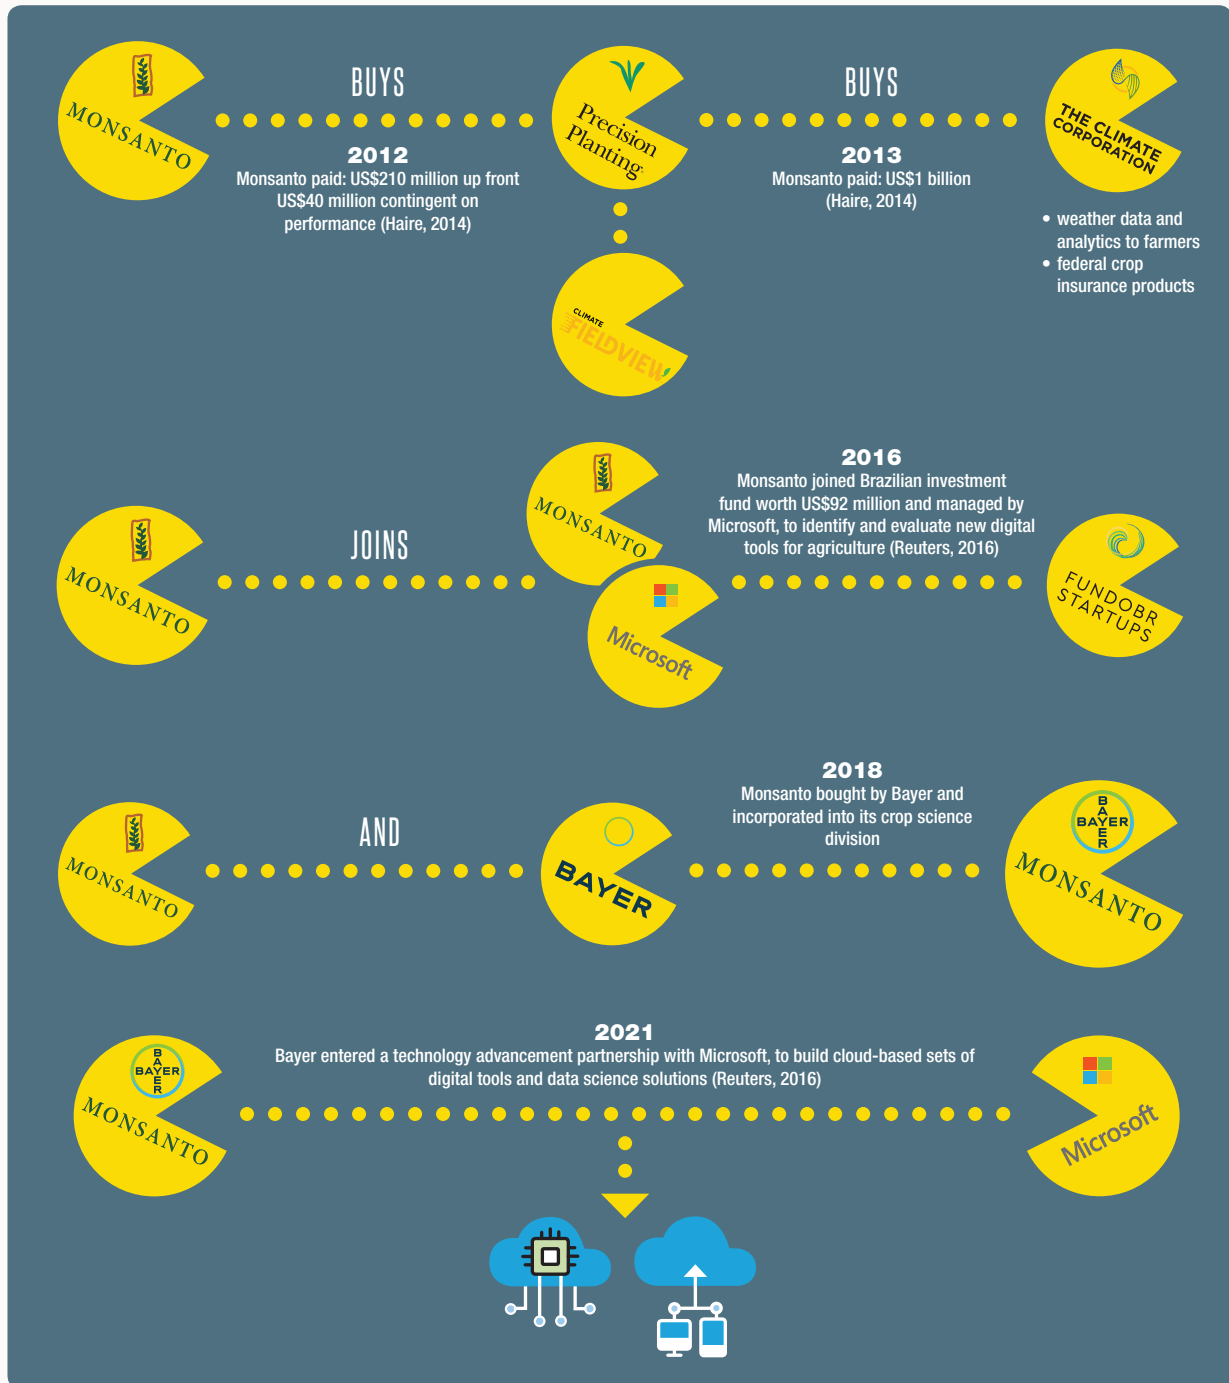 MONSANTO
BUYS
2012
Monsanto paid: US$210 million up front
US$40 million contingent on
performance (Haire, 2014)
Precision
Planting
BUYS
2013
Monsanto paid: US$1 billion
(Haire, 2014)
THE CLIMATE
CORPORATION
• weather data and
analytics to farmers
• federal crop
insurance products
CLIMATE
FIELDVIEW
MONSANTO
JOINS
MONSANTO
Microsoft
2016
Monsanto joined Brazilian investment
fund worth US$92 million and managed by
Microsoft, to identify and evaluate new digital
tools for agriculture (Reuters, 2016)
FUNDOBR
STARTUPS
MONSANTO
AND
BAYER
2018
Monsanto bought by Bayer and
incorporated into its crop science
division
BAYER
BAYER
MONSANTO
BAYER
BAYER
MONSANTO
2021
Bayer entered a technology advancement partnership with Microsoft, to build cloud-based sets of
digital tools and data science solutions (Reuters, 2016)
Microsoft